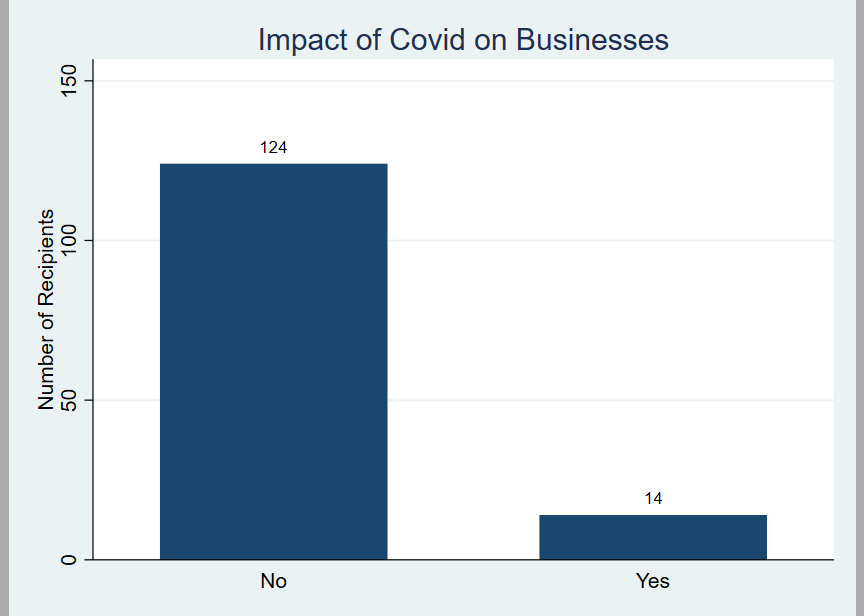 Impact of Covid on Businesses
Number of Recipients
150
100
50
0
124
14
No
Yes